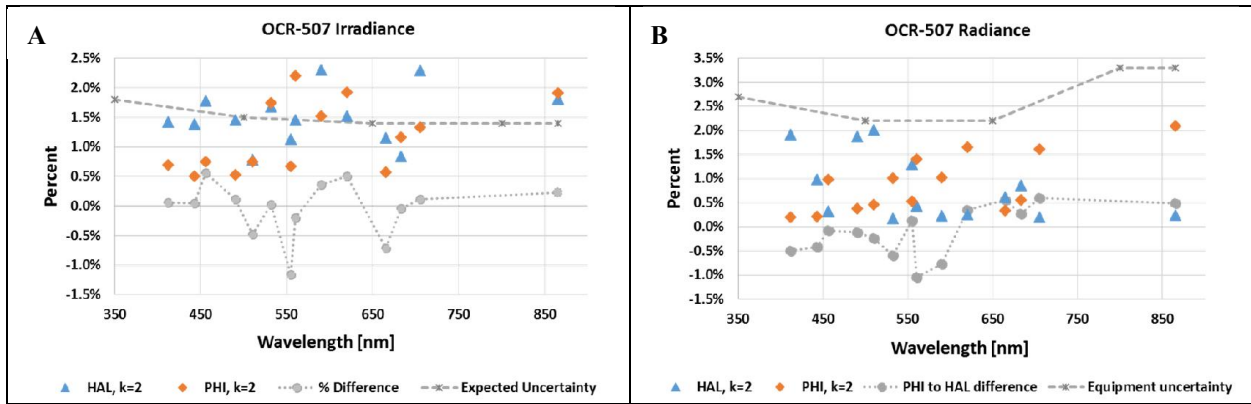 A
OCR-507 Irradiance
Percent
2.5%
2.0%
1.5%
1.0%
0.5%
0.0%
-0.5%
-1.0%
-1.5%
350 450 550 650 750 850
Wavelength [nm]
HAL, k=2 PHI, k=2 % Difference Expected Uncertainty
B
OCR-507 Radiance
Percent
3.5%
3.0%
2.5%
2.0%
1.5%
1.0%
0.5%
0.0%
-0.5%
-1.0%
-1.5%
350 450 550 650 750 850
Wavelength [nm]
HAL, k=2 PHI, k=2 PHI to HAL difference Equipment uncertainty